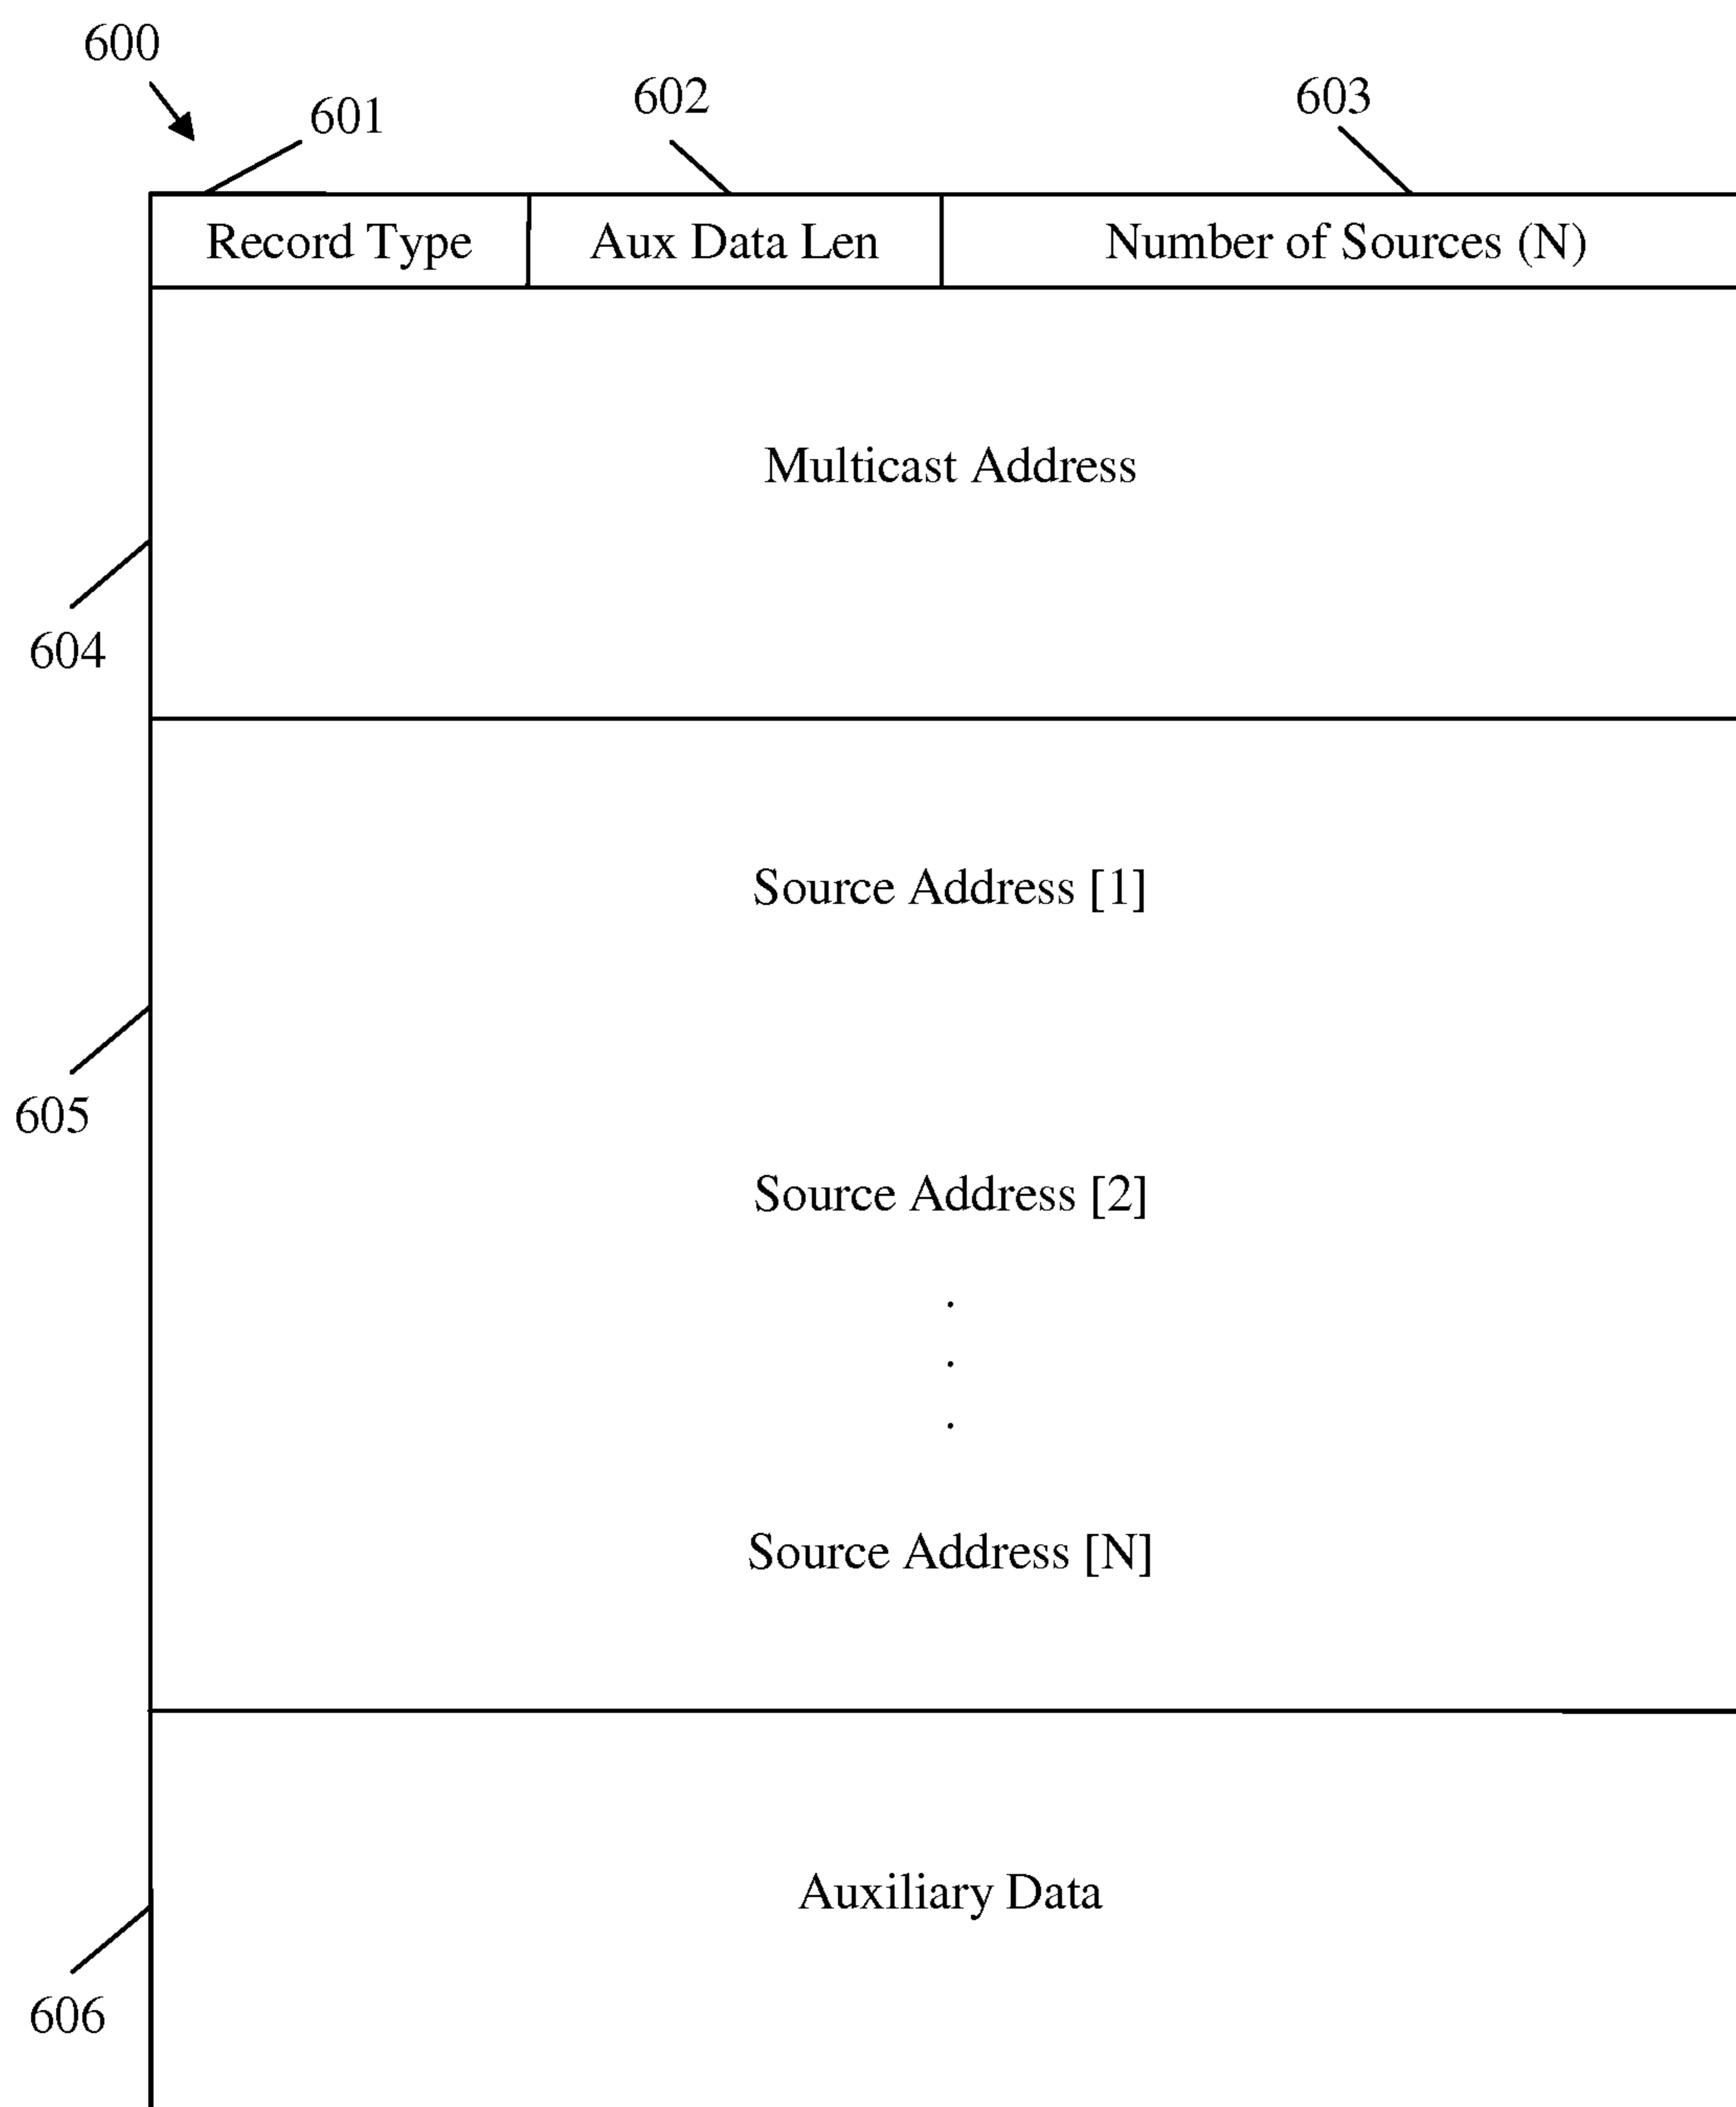 600
601
602
603
Record Type
Aux Data Len
Number of Sources (N)
Multicast Address
604
Source Address [1]
605
Source Address [2]
.
.
.
Source Address [N]
Auxiliary Data
606